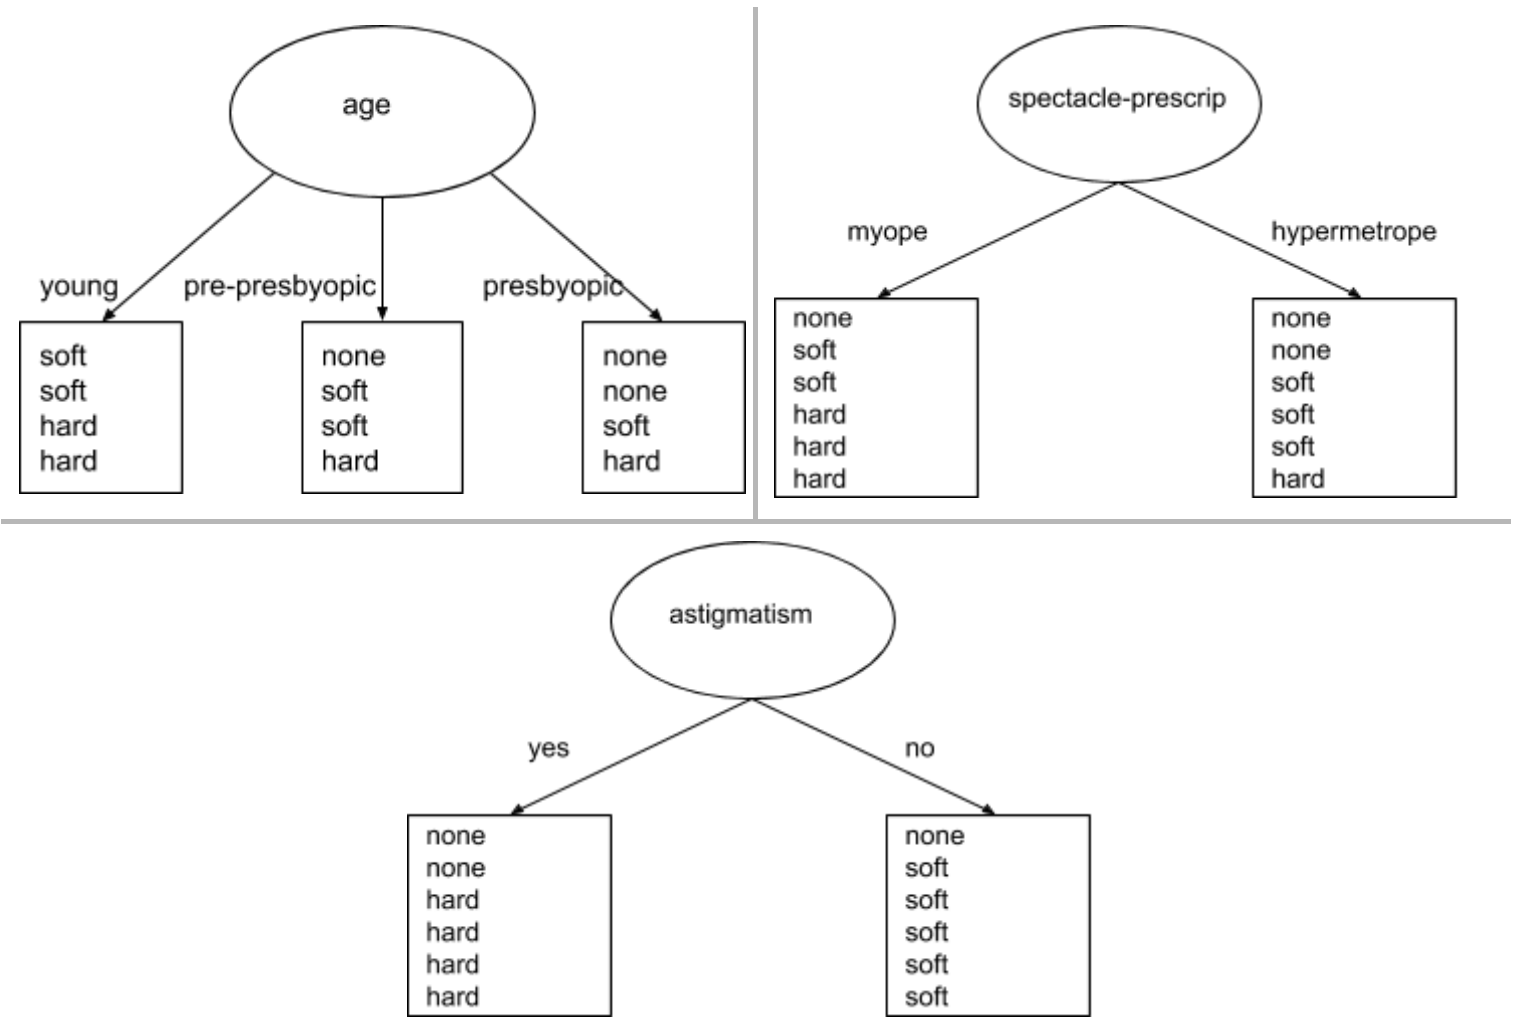 age
young
pre-presbyopic
presbyopic
soft
soft
hard
hard
none
soft
soft
hard
none
none
soft
hard
spectacle-prescrip
myope
hypermetrope
none
soft
soft
hard
hard
hard
none
none
soft
soft
soft
hard
astigmatism
yes
no
none
none
hard
hard
hard
hard
none
soft
soft
soft
soft
soft